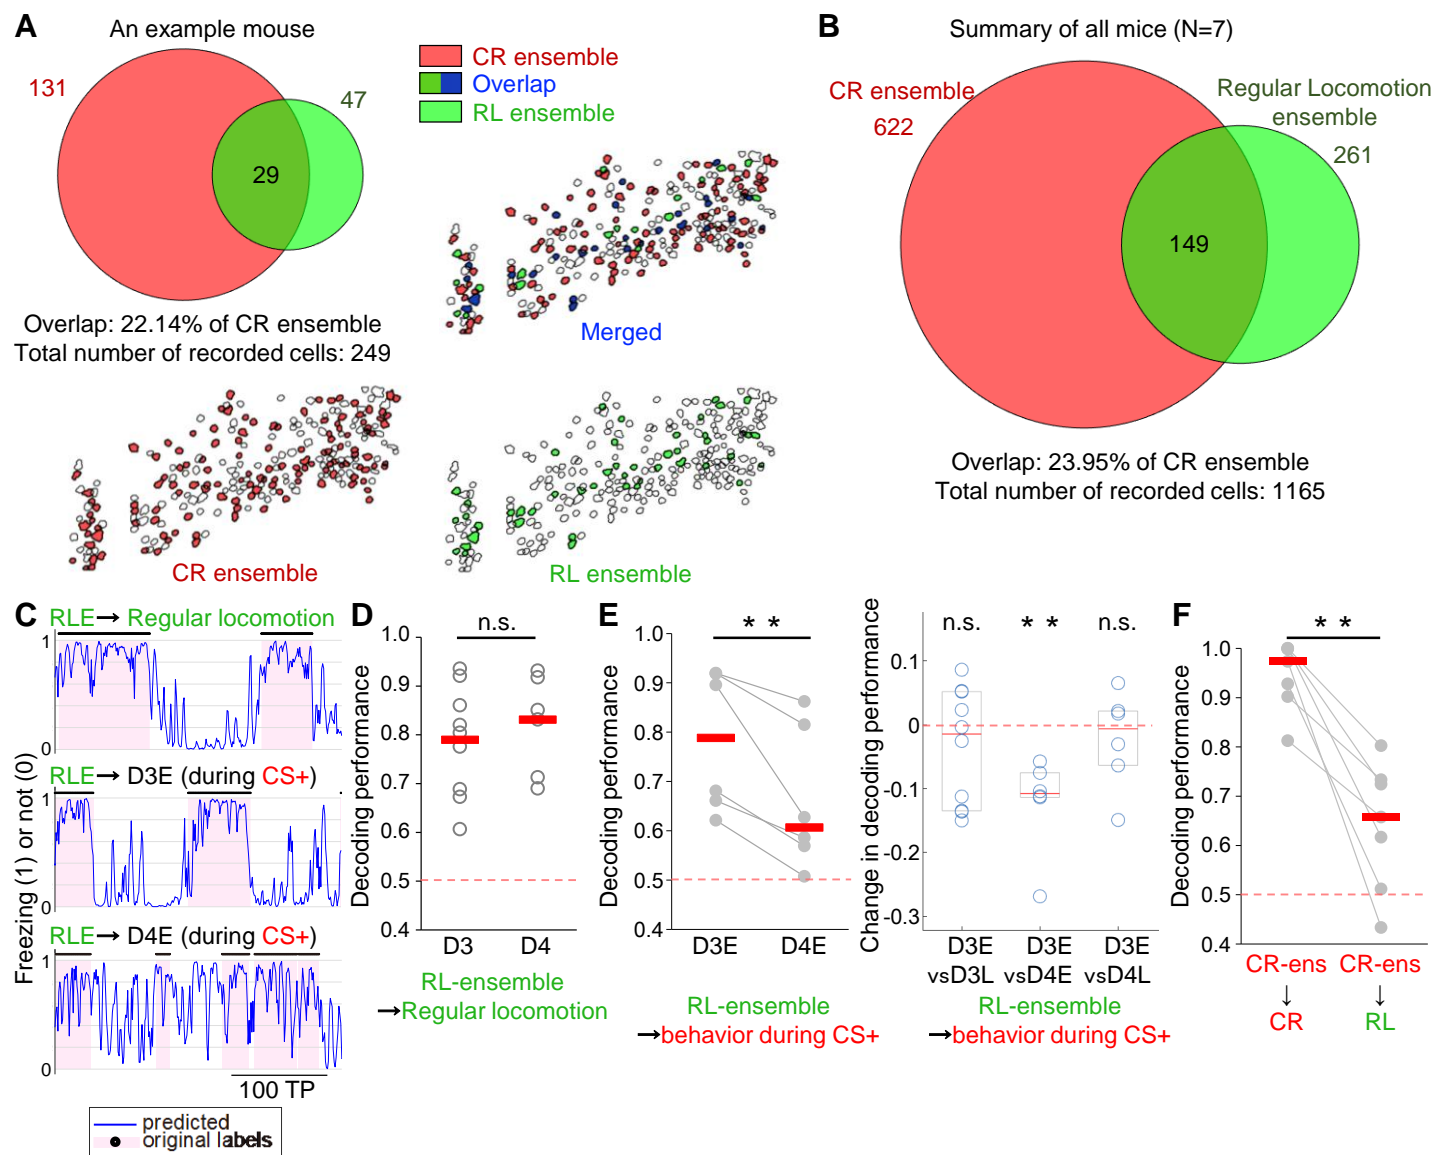 A
An example mouse
131
47
29
Overlap: 22.14% of CR ensemble
Total number of recorded cells: 249
CR ensemble
Overlap
RL ensemble
Merged
CR ensemble
RL ensemble
B
Summary of all mice (N=7)
CR ensemble
622
Regular Locomotion
ensemble
261
149
Overlap: 23.95% of CR ensemble
Total number of recorded cells: 1165
C
RLE→ Regular locomotion
1
0
RLE→ D3E (during CS+)
1
0
RLE→ D4E (during CS+)
1
0
Freezing (1) or not (0)
100 TP
predicted
original labels
D
n.s.
Decoding performance
1.0
0.9
0.8
0.7
0.6
0.5
0.4
D3 D4
RL-ensemble
→Regular locomotion
E
* *
Decoding performance
1.0
0.9
0.8
0.7
0.6
0.5
0.4
D3E D4E
RL-ensemble
→behavior during CS+
n.s. * * n.s.
Change in decoding performance
0.1
0
-0.1
-0.2
-0.3
D3E D3E D3E
vsD3L vsD4E vsD4L
RL-ensemble
→behavior during CS+
F
* *
Decoding performance
1.0
0.9
0.8
0.7
0.6
0.5
0.4
CR-ens CR-ens
↓ ↓
CR RL